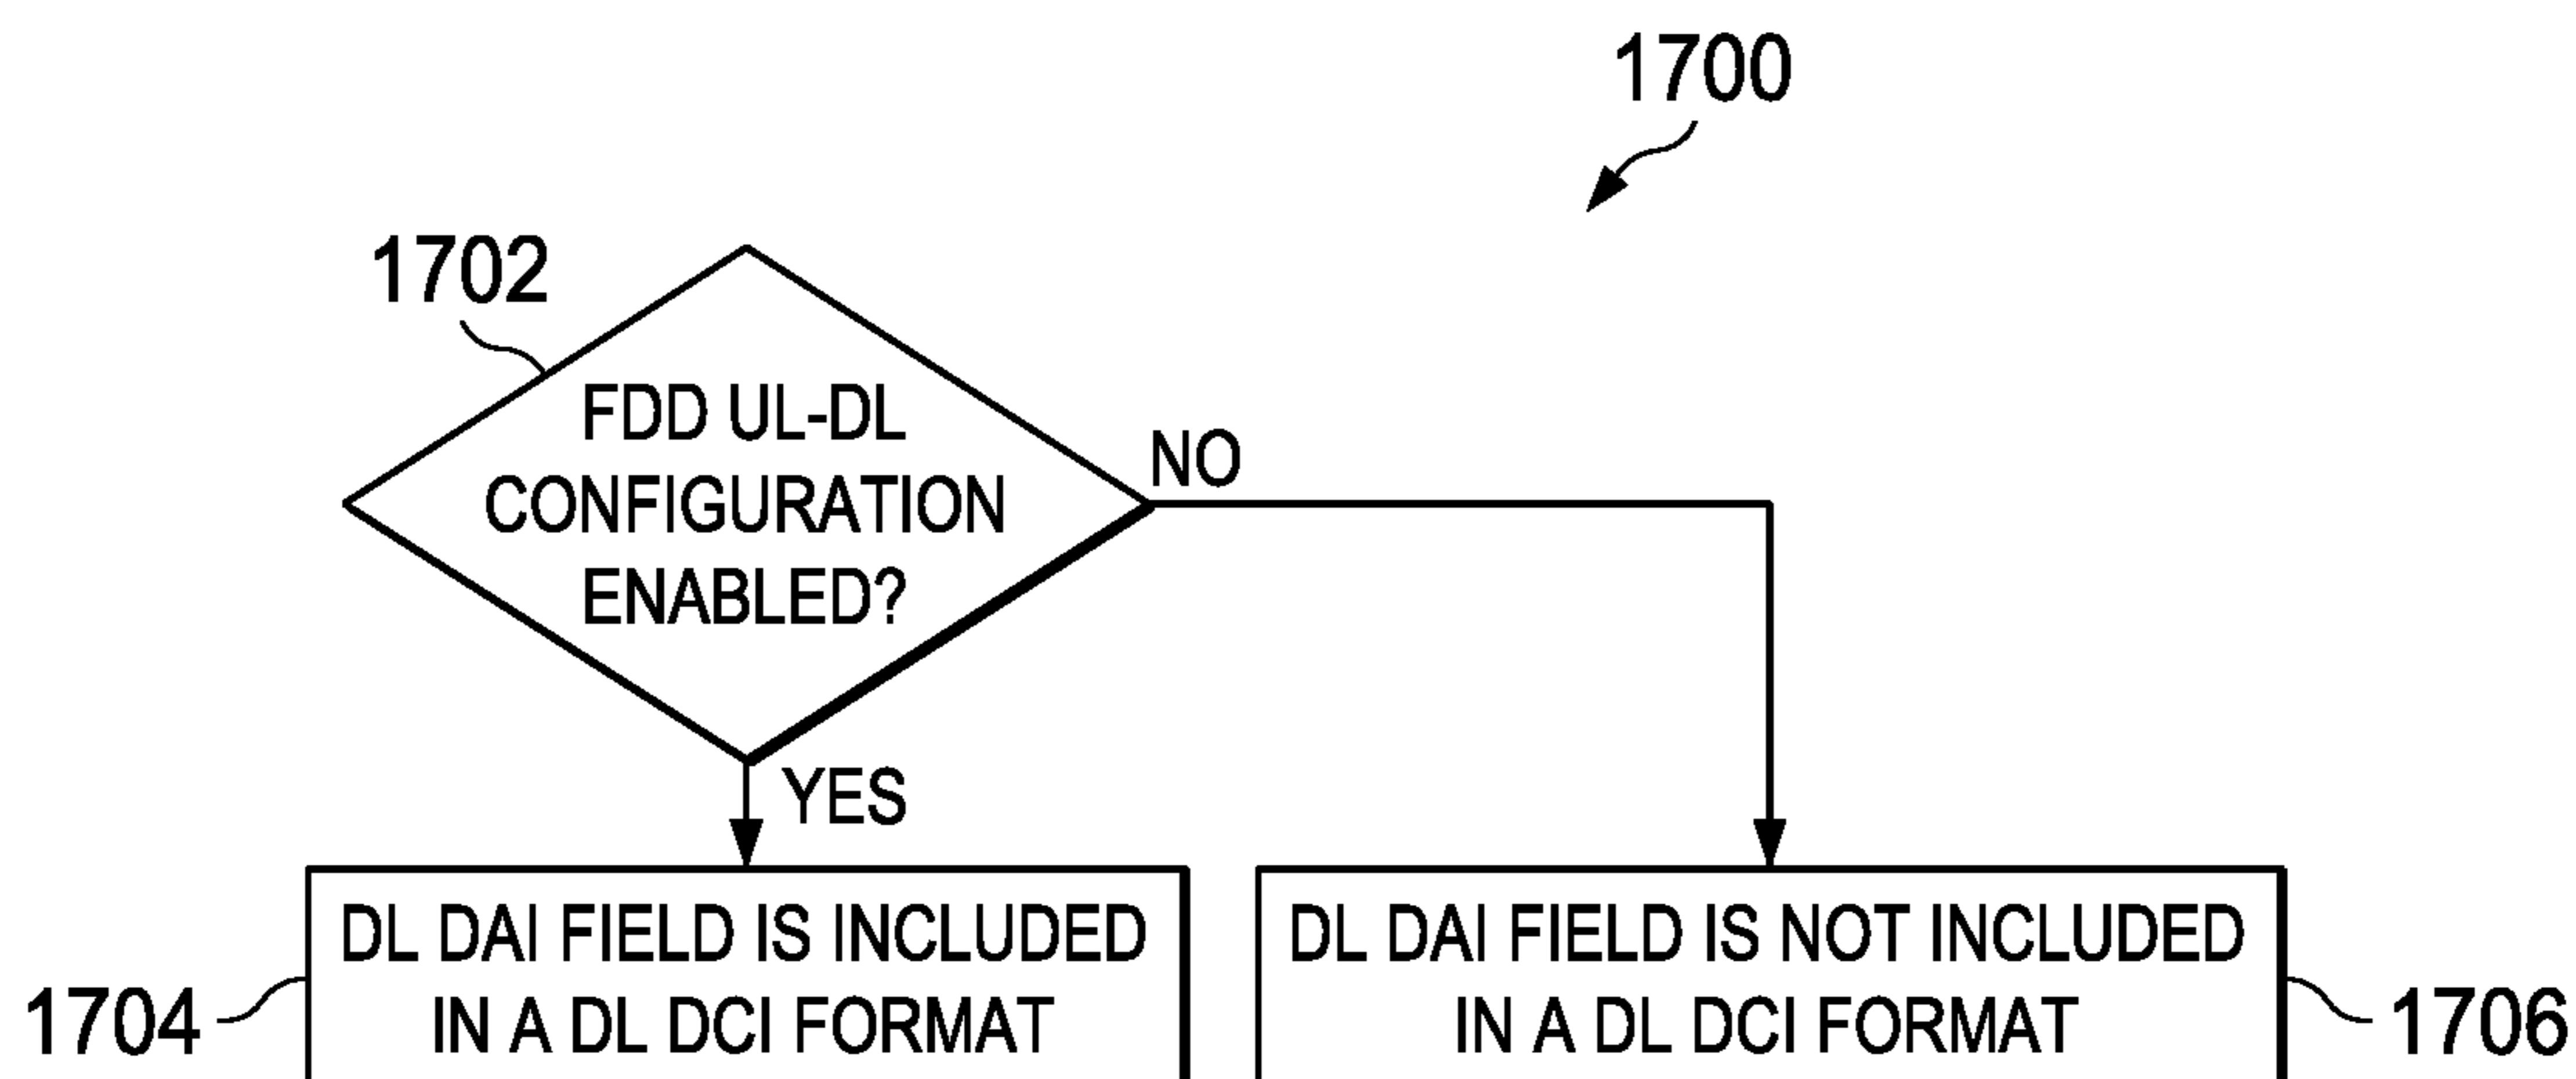 1700
1702
FDD UL-DL
CONFIGURATION
ENABLED?
NO
YES
DL DAI FIELD IS INCLUDED
IN A DL DCI FORMAT
DL DAI FIELD IS NOT INCLUDED
IN A DL DCI FORMAT
1704
1706